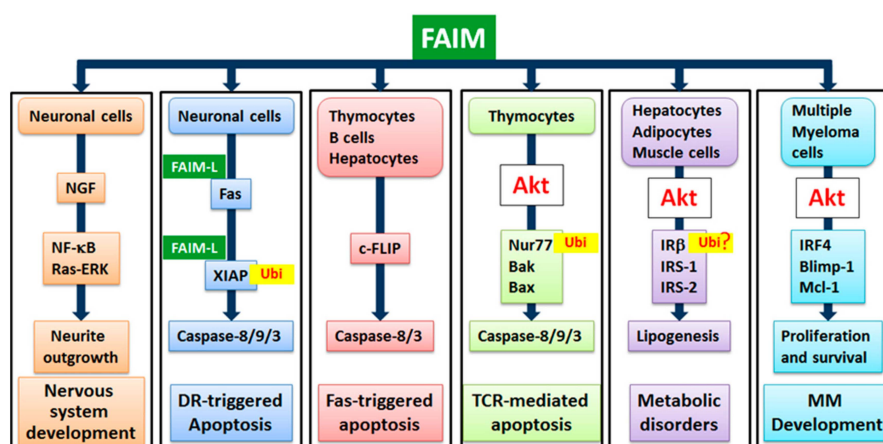 FAIM
Neuronal cells
NGF
NF-κB
Ras-ERK
Neurite
outgrowth
Nervous
system
development
Neuronal cells
FAIM-L
Fas
FAIM-L
XIAP
Ubi
Caspase-8/9/3
DR-triggered
Apoptosis
Thymocytes
B cells
Hepatocytes
c-FLIP
Caspase-8/3
Fas-triggered
apoptosis
Thymocytes
Akt
Nur77 Ubi
Bak
Bax
Caspase-8/9/3
TCR-mediated
apoptosis
Hepatocytes
Adipocytes
Muscle cells
Akt
IRβ Ubi?
IRS-1
IRS-2
Lipogenesis
Metabolic
disorders
Multiple
Myeloma
cells
Akt
IRF4
Blimp-1
Mcl-1
Proliferation
and survival
MM
Development